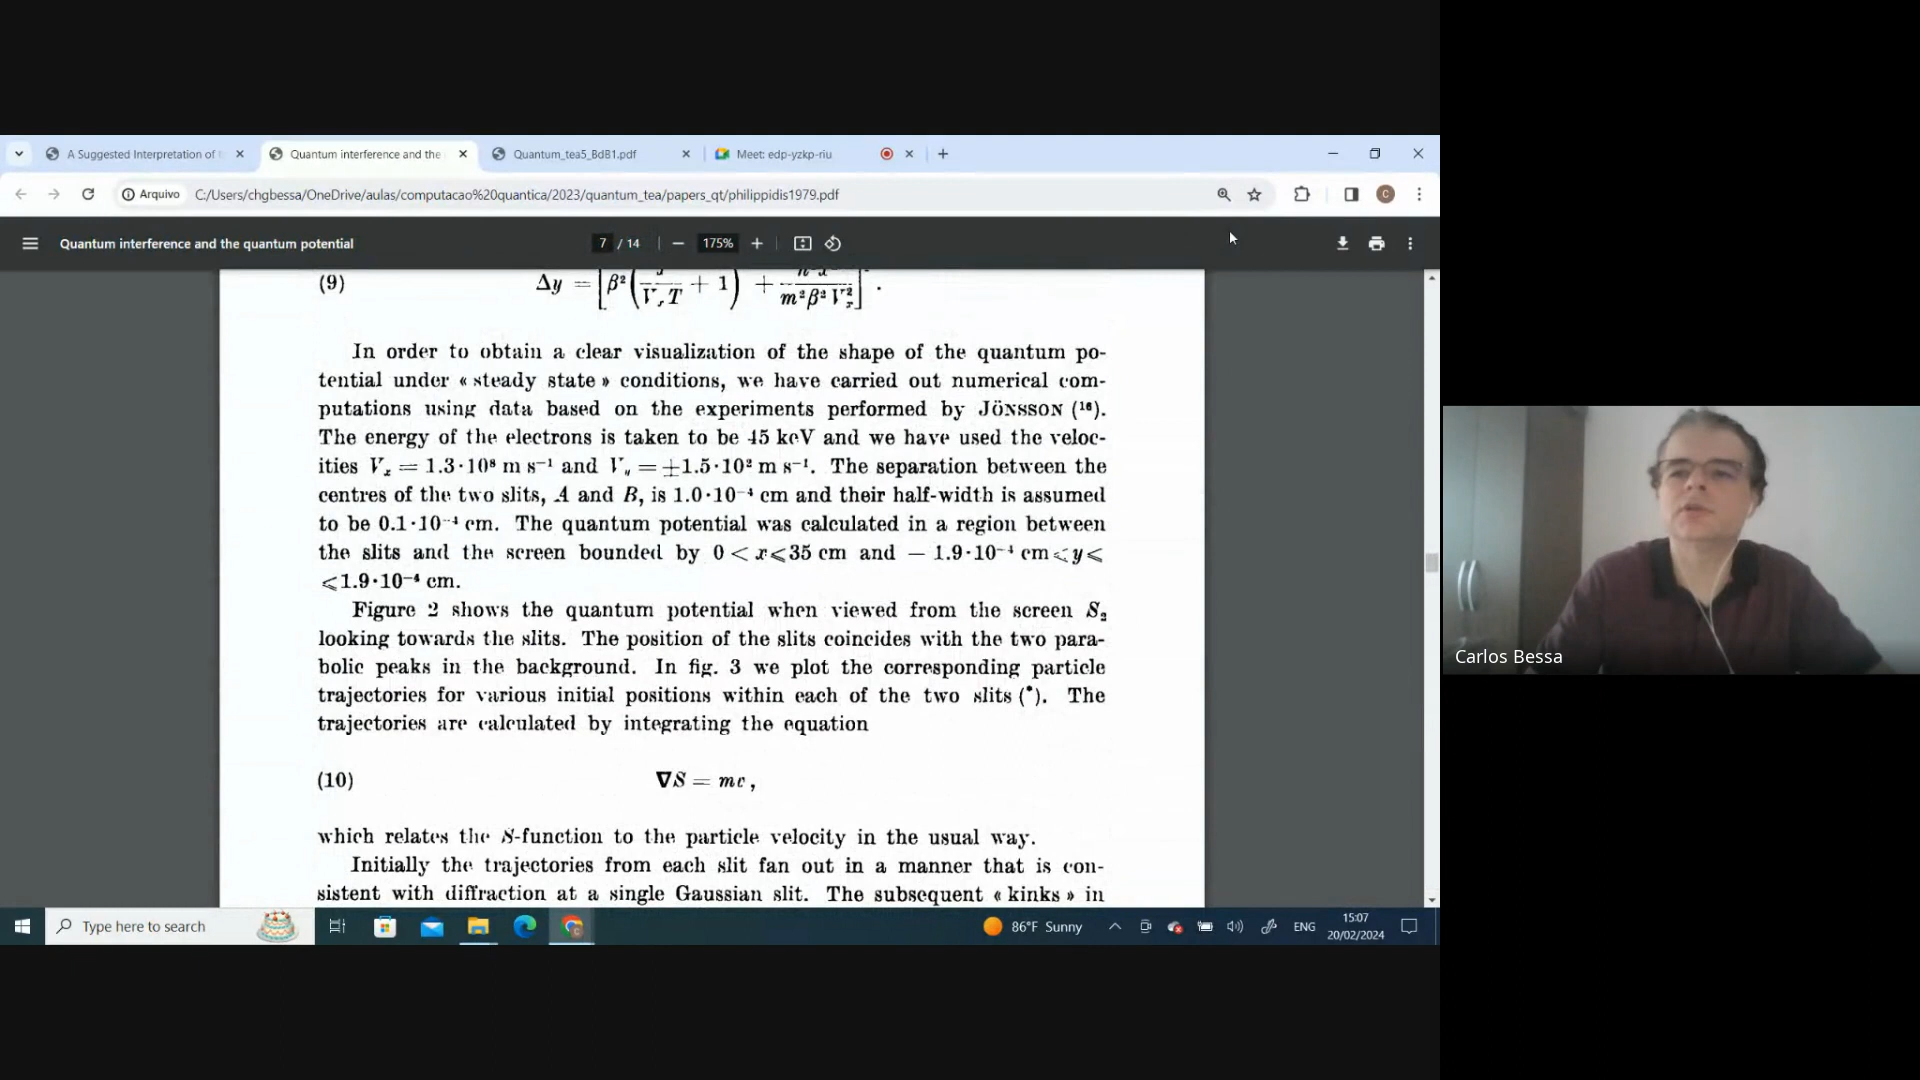 A Suggested Interpretation of t
Quantum interference and the
Quantum_tea5_BdB1.pdf
Meet: edp-yzkp-riu
Arquivo
C:/Users/chgbessa/OneDrive/aulas/computacao%20quantica/2023/quantum_tea/papers_qt/philippidis1979.pdf
C
Quantum interference and the quantum potential
7 / 14
175%
(9) Δy = [β²( V_x T + 1) + m²β²V_x²] .
In order to obtain a clear visualization of the shape of the quantum po-
tential under « steady state » conditions, we have carried out numerical com-
putations using data based on the experiments performed by JÖNSSON (¹⁶).
The energy of the electrons is taken to be 45 keV and we have used the veloc-
ities V_x = 1.3·10⁸ m s⁻¹ and V_y = ±1.5·10² m s⁻¹. The separation between the
centres of the two slits, A and B, is 1.0·10⁻⁴ cm and their half-width is assumed
to be 0.1·10⁻⁴ cm. The quantum potential was calculated in a region between
the slits and the screen bounded by 0 < x ⩽ 35 cm and — 1.9·10⁻⁴ cm ⩽ y ⩽
⩽ 1.9·10⁻⁴ cm.
Figure 2 shows the quantum potential when viewed from the screen S₂
looking towards the slits. The position of the slits coincides with the two para-
bolic peaks in the background. In fig. 3 we plot the corresponding particle
trajectories for various initial positions within each of the two slits (*). The
trajectories are calculated by integrating the equation
(10) ∇S = mv ,
which relates the S-function to the particle velocity in the usual way.
Initially the trajectories from each slit fan out in a manner that is con-
sistent with diffraction at a single Gaussian slit. The subsequent « kinks » in
Carlos Bessa
Type here to search
86°F Sunny
ENG
15:07
20/02/2024